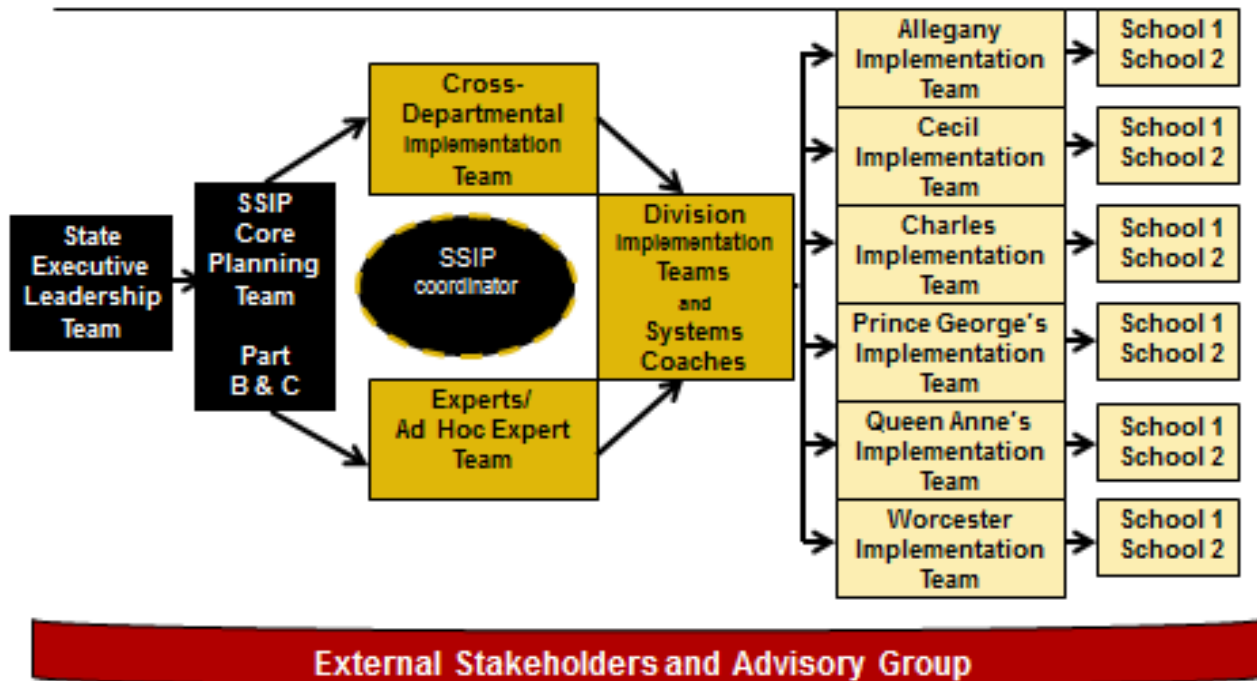 State
Executive
Leadership
Team
SSIP
Core
Planning
Team
Part
B & C
Cross-
Departmental
Implementation
Team
SSIP
coordinator
Experts/
Ad Hoc Expert
Team
Division
Implementation
Teams
and
Systems
Coaches
Allegany
Implementation
Team
School 1
School 2
Cecil
Implementation
Team
School 1
School 2
Charles
Implementation
Team
School 1
School 2
Prince George's
Implementation
Team
School 1
School 2
Queen Anne's
Implementation
Team
School 1
School 2
Worcester
Implementation
Team
School 1
School 2
External Stakeholders and Advisory Group